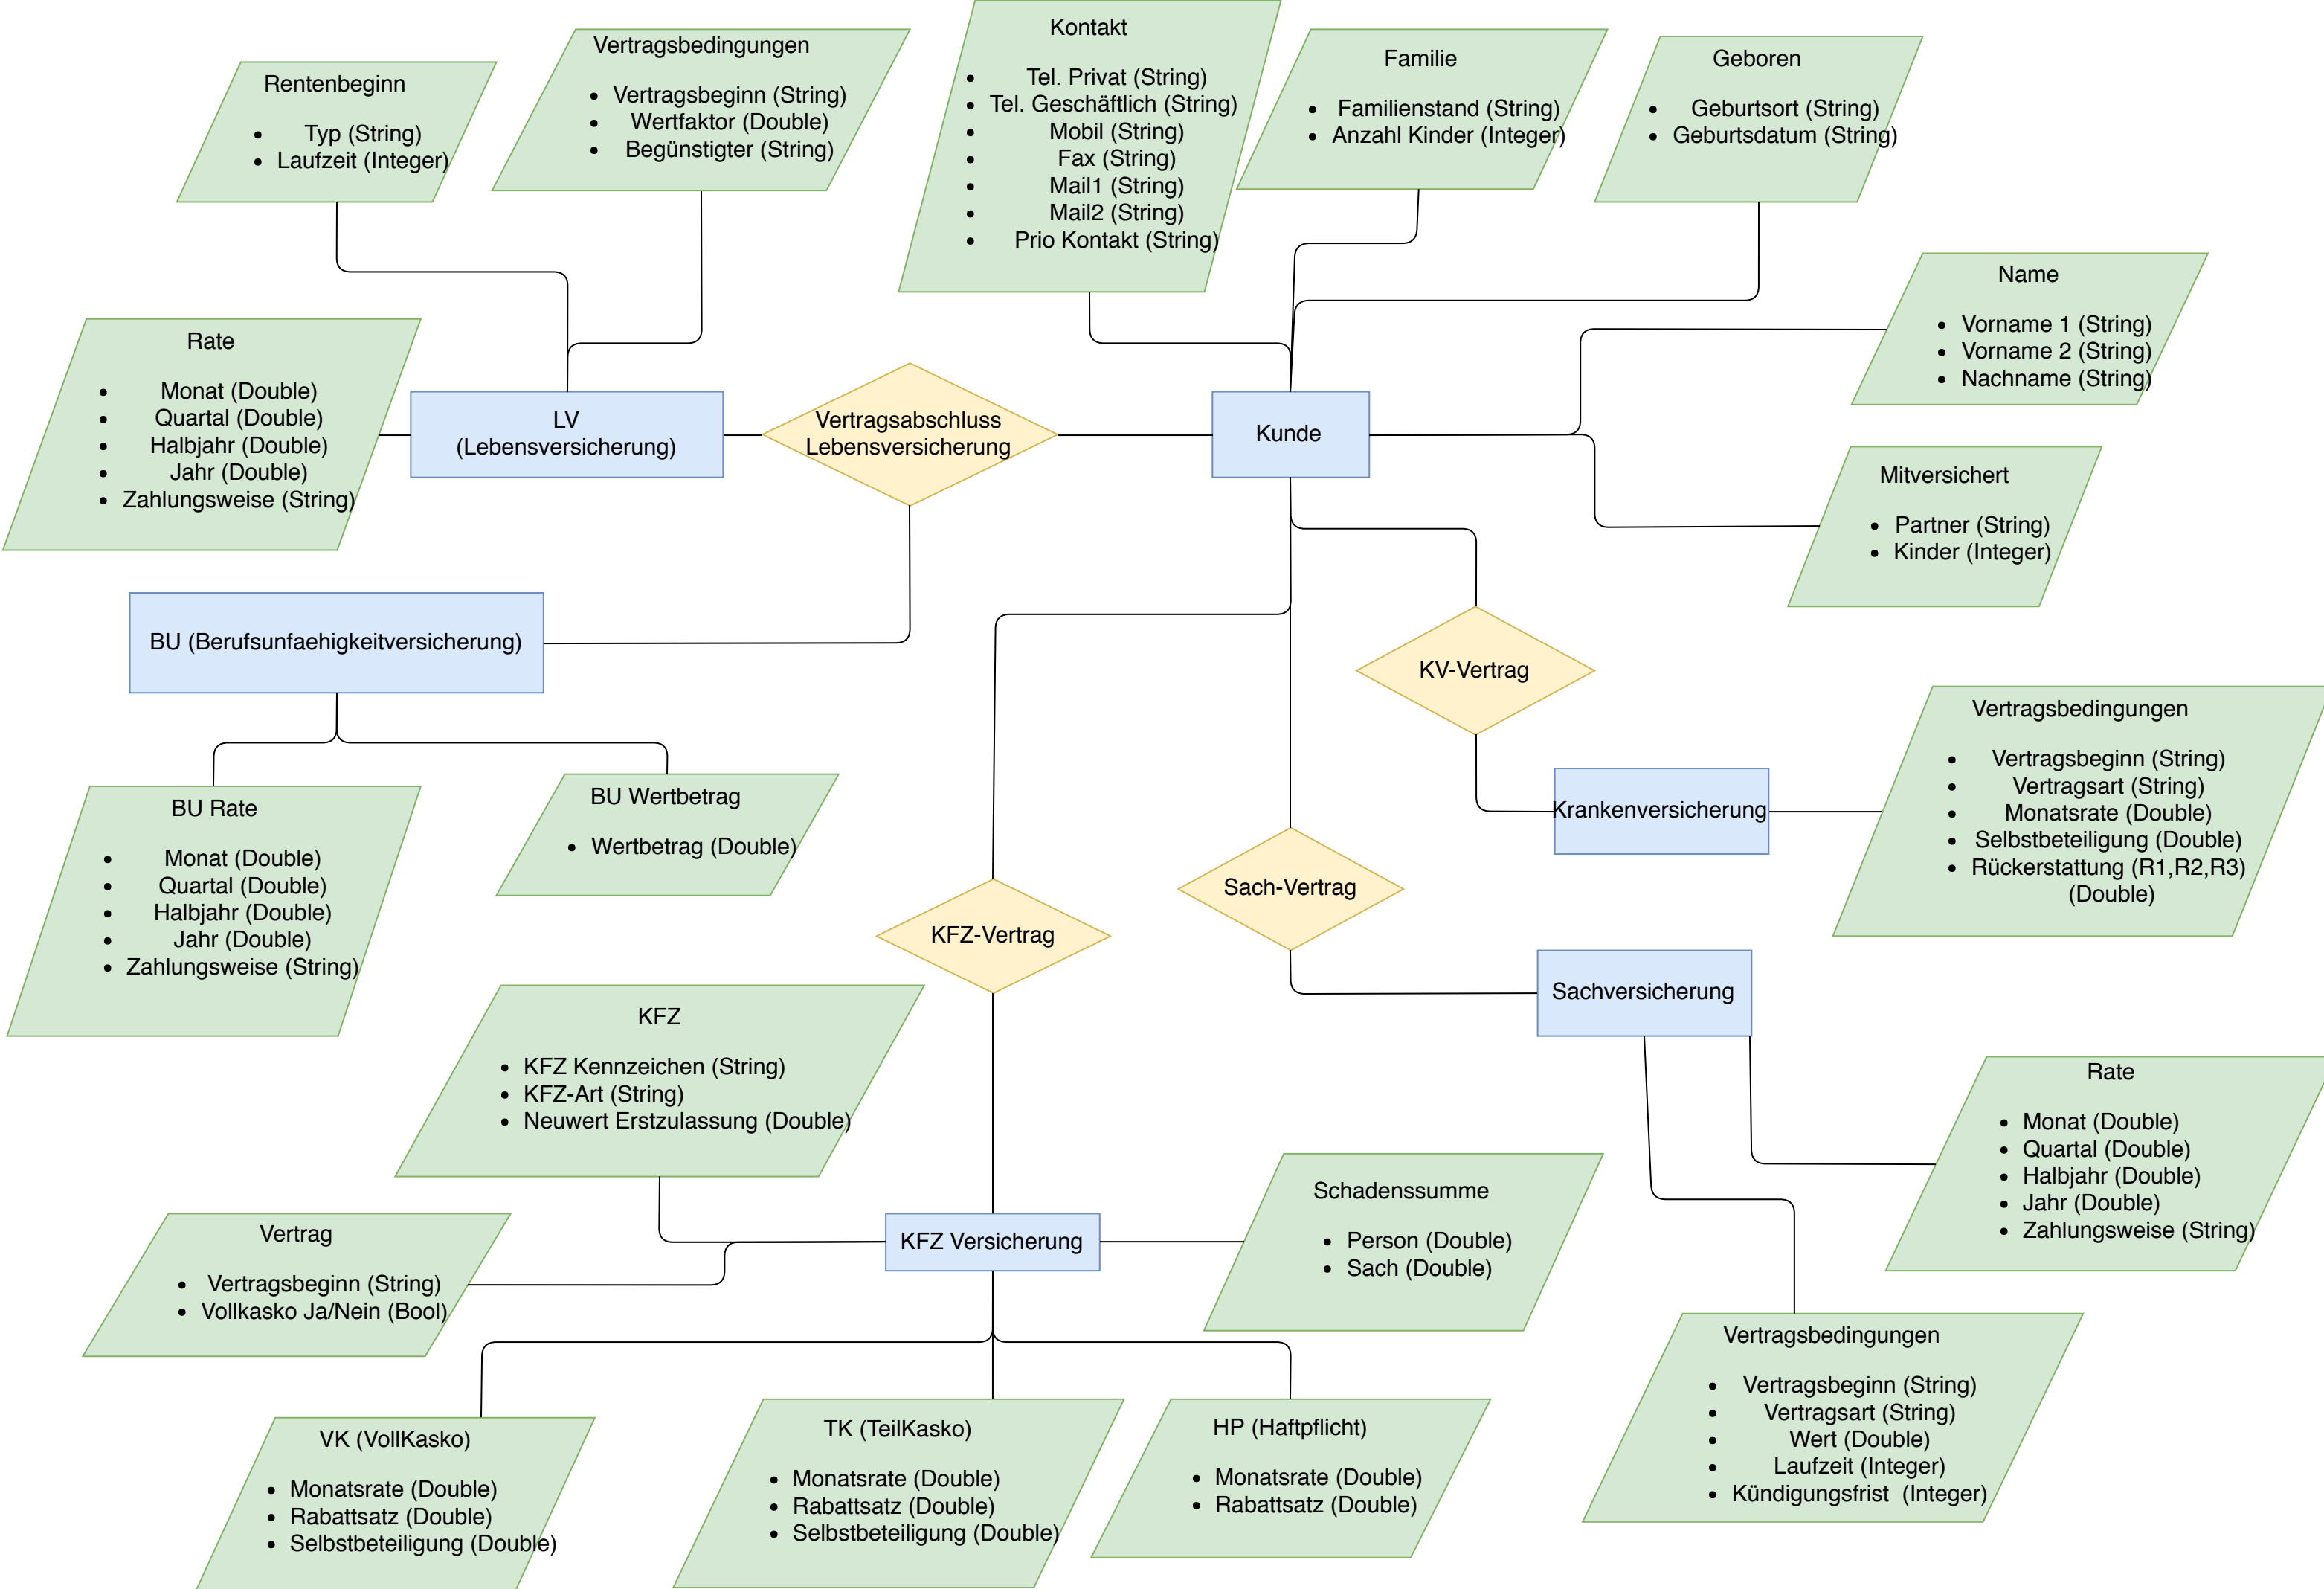 Kontakt
Tel. Privat (String)
Tel. Geschäftlich (String)
Mobil (String)
Fax (String)
Mail1 (String)
Mail2 (String)
Prio Kontakt (String)
Vertragsbedingungen
Vertragsbeginn (String)
Wertfaktor (Double)
Begünstigter (String)
Familie
Familienstand (String)
Anzahl Kinder (Integer)
Geboren
Geburtsort (String)
Geburtsdatum (String)
Rentenbeginn
Typ (String)
Laufzeit (Integer)
Name
Vorname 1 (String)
Vorname 2 (String)
Nachname (String)
Rate
Monat (Double)
Quartal (Double)
Halbjahr (Double)
Jahr (Double)
Zahlungsweise (String)
LV
(Lebensversicherung)
Vertragsabschluss
Lebensversicherung
Kunde
Mitversichert
Partner (String)
Kinder (Integer)
BU (Berufsunfaehigkeitversicherung)
KV-Vertrag
Vertragsbedingungen
Vertragsbeginn (String)
Vertragsart (String)
Monatsrate (Double)
Selbstbeteiligung (Double)
Rückerstattung (R1,R2,R3)
(Double)
Krankenversicherung
BU Rate
Monat (Double)
Quartal (Double)
Halbjahr (Double)
Jahr (Double)
Zahlungsweise (String)
BU Wertbetrag
Wertbetrag (Double)
Sach-Vertrag
KFZ-Vertrag
Sachversicherung
KFZ
KFZ Kennzeichen (String)
KFZ-Art (String)
Neuwert Erstzulassung (Double)
Rate
Monat (Double)
Quartal (Double)
Halbjahr (Double)
Jahr (Double)
Zahlungsweise (String)
Schadenssumme
Person (Double)
Sach (Double)
KFZ Versicherung
Vertrag
Vertragsbeginn (String)
Vollkasko Ja/Nein (Bool)
Vertragsbedingungen
Vertragsbeginn (String)
Vertragsart (String)
Wert (Double)
Laufzeit (Integer)
Kündigungsfrist  (Integer)
VK (VollKasko)
Monatsrate (Double)
Rabattsatz (Double)
Selbstbeteiligung (Double)
TK (TeilKasko)
Monatsrate (Double)
Rabattsatz (Double)
Selbstbeteiligung (Double)
HP (Haftpflicht)
Monatsrate (Double)
Rabattsatz (Double)